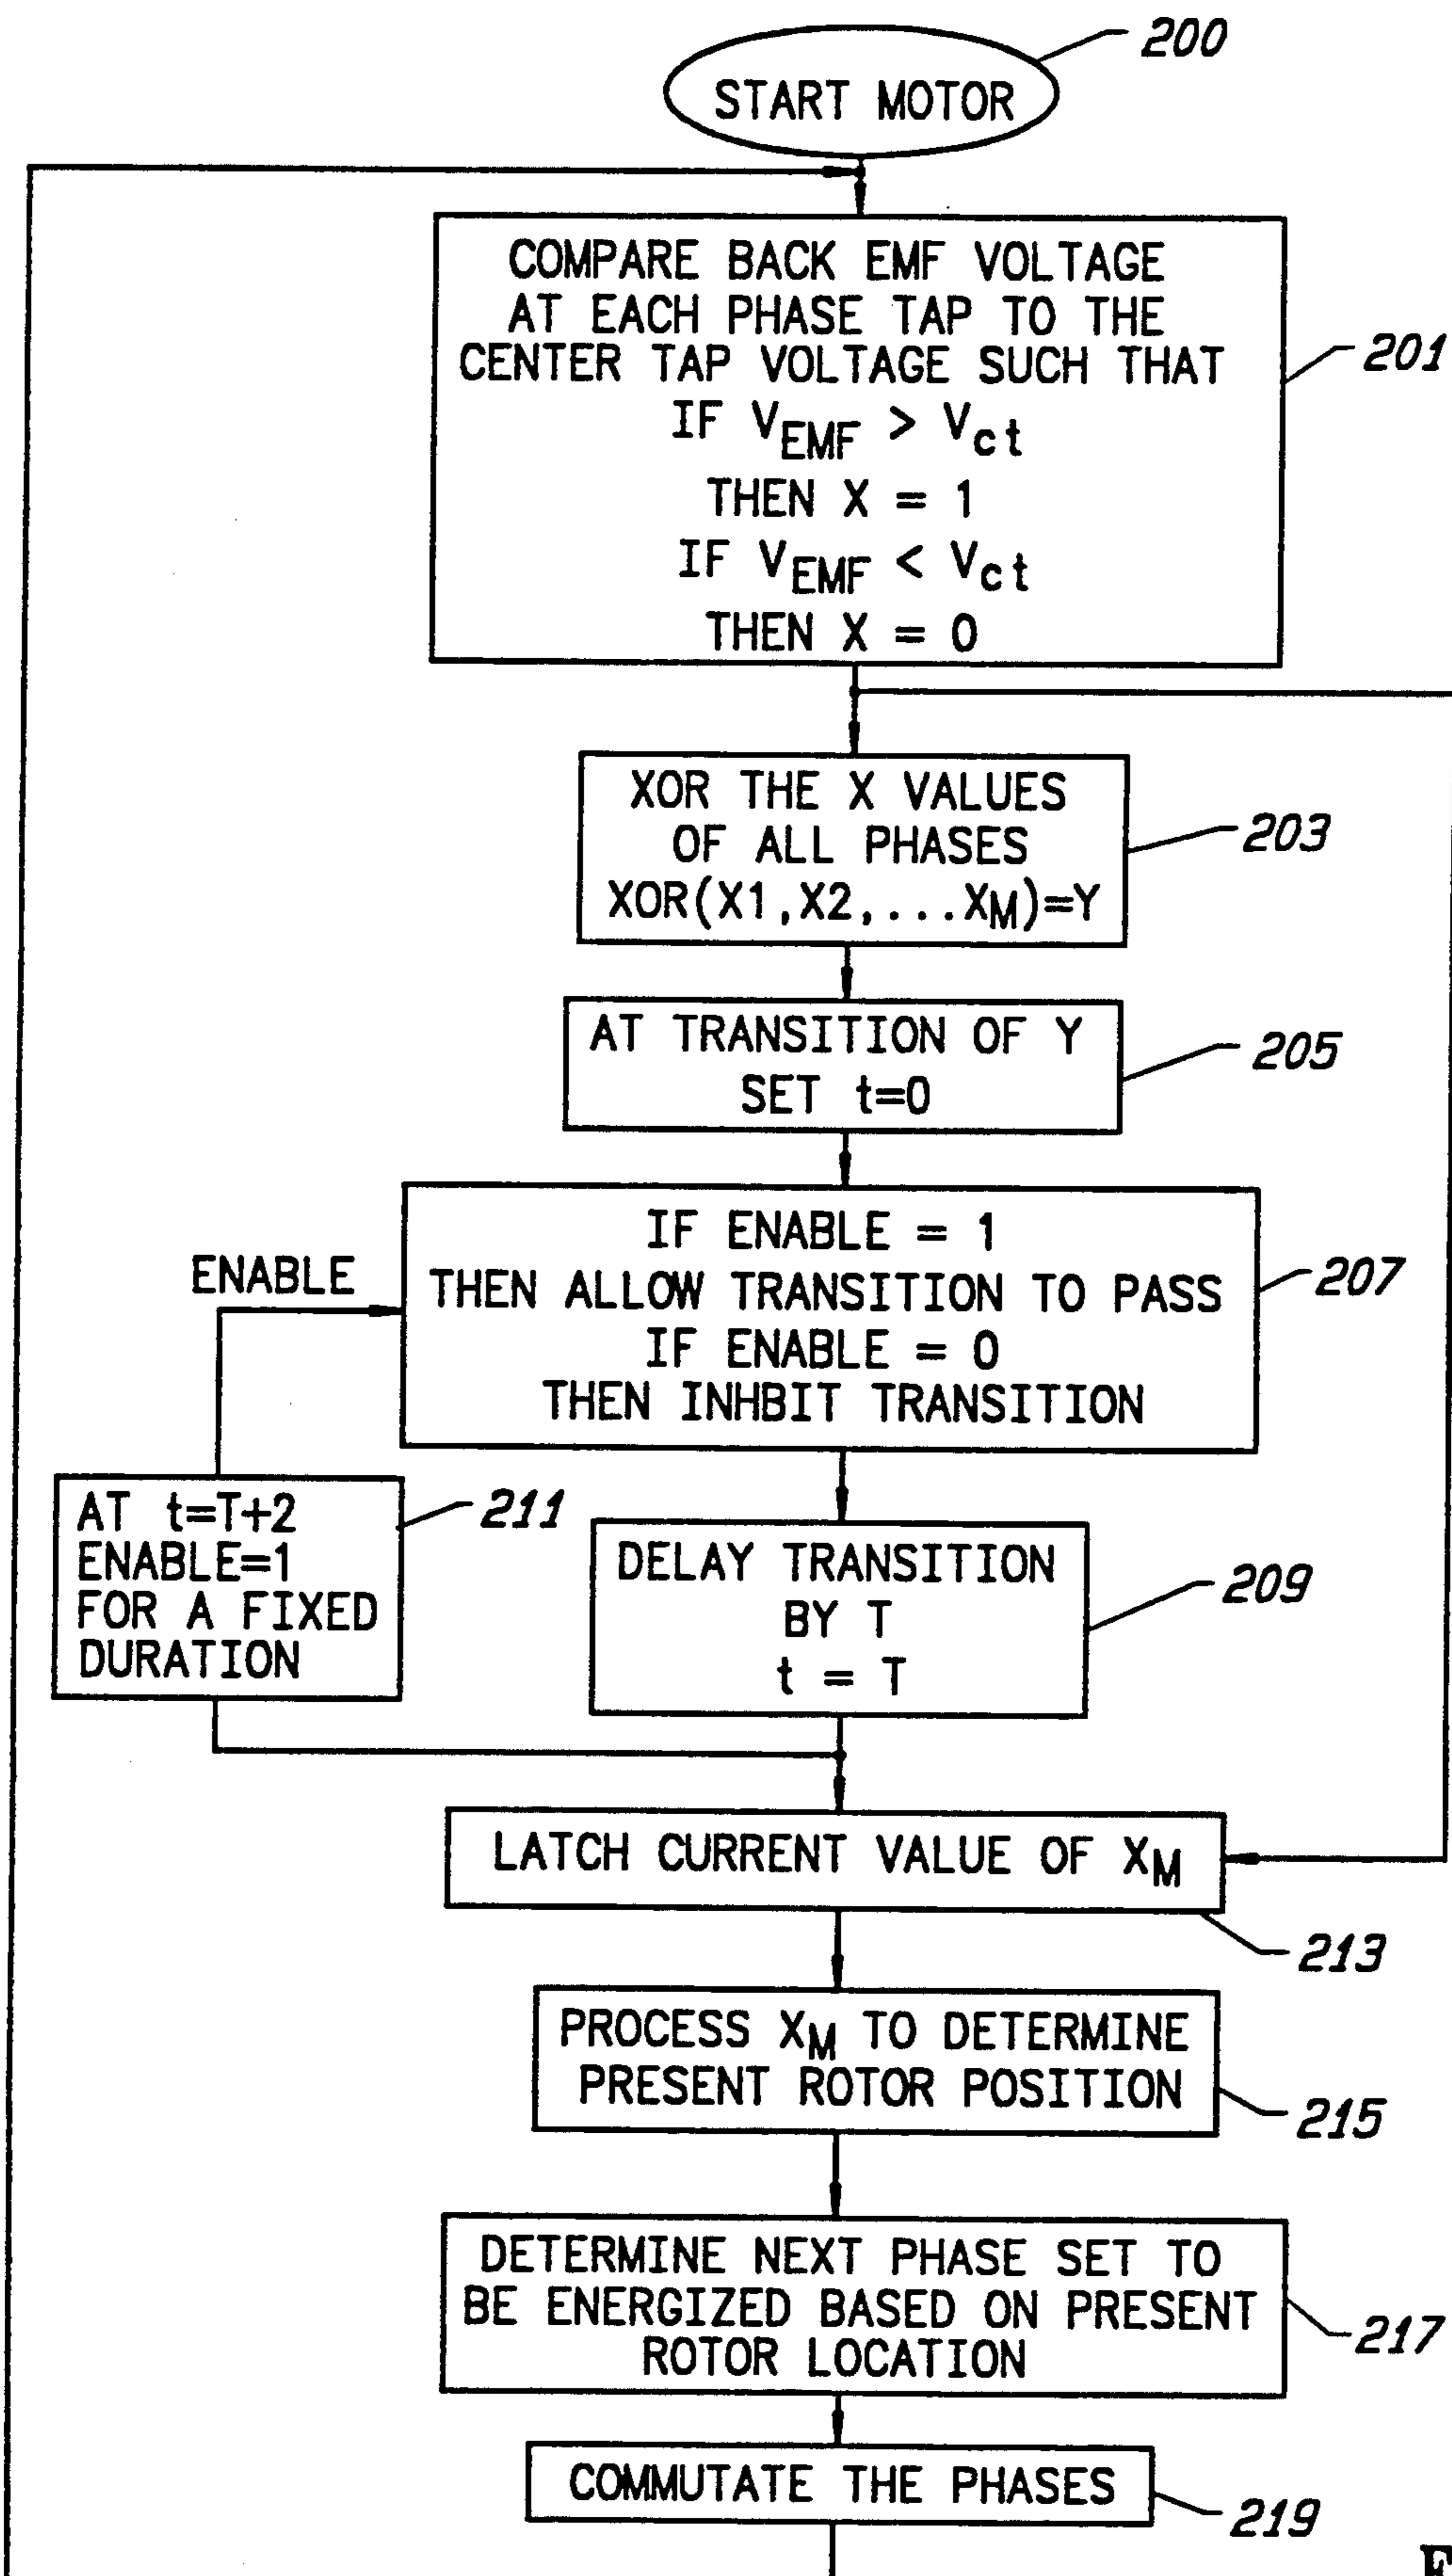 200
START MOTOR
COMPARE BACK EMF VOLTAGE
AT EACH PHASE TAP TO THE
CENTER TAP VOLTAGE SUCH THAT
IF VEMF > Vct
THEN X = 1
IF VEMF < Vct
THEN X = 0
201
XOR THE X VALUES
OF ALL PHASES
XOR(X1,X2,...XM)=Y
203
AT TRANSITION OF Y
SET t=0
205
ENABLE
IF ENABLE = 1
THEN ALLOW TRANSITION TO PASS
IF ENABLE = 0
THEN INHBIT TRANSITION
207
AT t=T+2
ENABLE=1
FOR A FIXED
DURATION
211
DELAY TRANSITION
BY T
t = T
209
LATCH CURRENT VALUE OF XM
213
PROCESS XM TO DETERMINE
PRESENT ROTOR POSITION
215
DETERMINE NEXT PHASE SET TO
BE ENERGIZED BASED ON PRESENT
ROTOR LOCATION
217
COMMUTATE THE PHASES
219